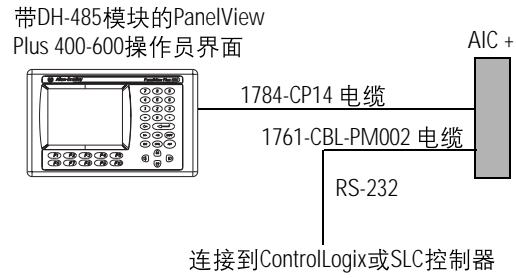 带DH-485模块的PanelView
Plus 400-600操作员界面
AIC +
1784-CP14 电缆
1761-CBL-PM002 电缆
RS-232
连接到ControlLogix或SLC控制器